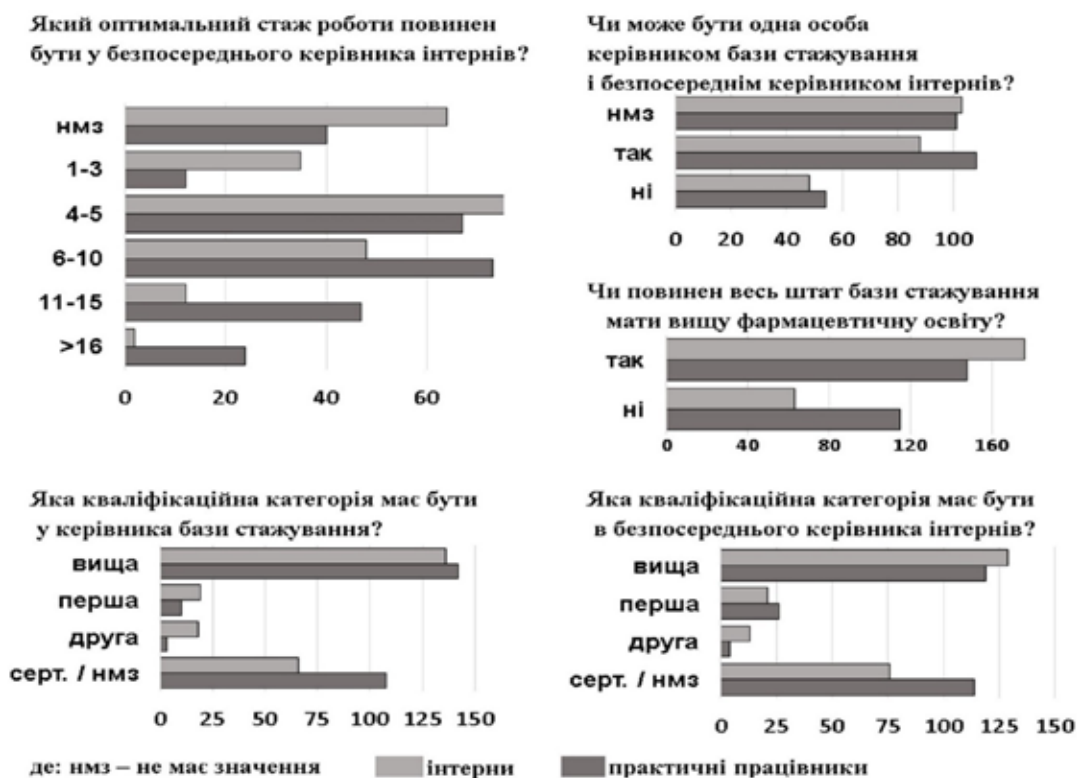 Який оптимальний стаж роботи повинен
бути у безпосереднього керівника інтернів?
нмз
1-3
4-5
6-10
11-15
>16
0 20 40 60
Чи може бути одна особа
керівником бази стажування
і безпосереднім керівником інтернів?
нмз
так
ні
0 20 40 60 80 100
Чи повинен весь штат бази стажування
мати вищу фармацевтичну освіту?
так
ні
0 40 80 120 160
Яка кваліфікаційна категорія має бути
у керівника бази стажування?
вища
перша
друга
серт. / нмз
0 25 50 75 100 125 150
Яка кваліфікаційна категорія має бути
в безпосереднього керівника інтернів?
вища
перша
друга
серт. / нмз
0 25 50 75 100 125 150
де: нмз – не має значення інтерни практичні працівники